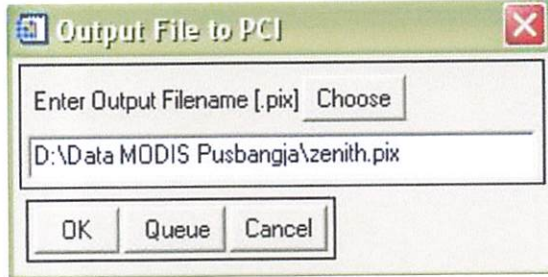 Output File to PCI
Enter Output Filename [.pix] Choose
D:\Data MODIS Pusbangja\zenith.pix
OK Queue Cancel